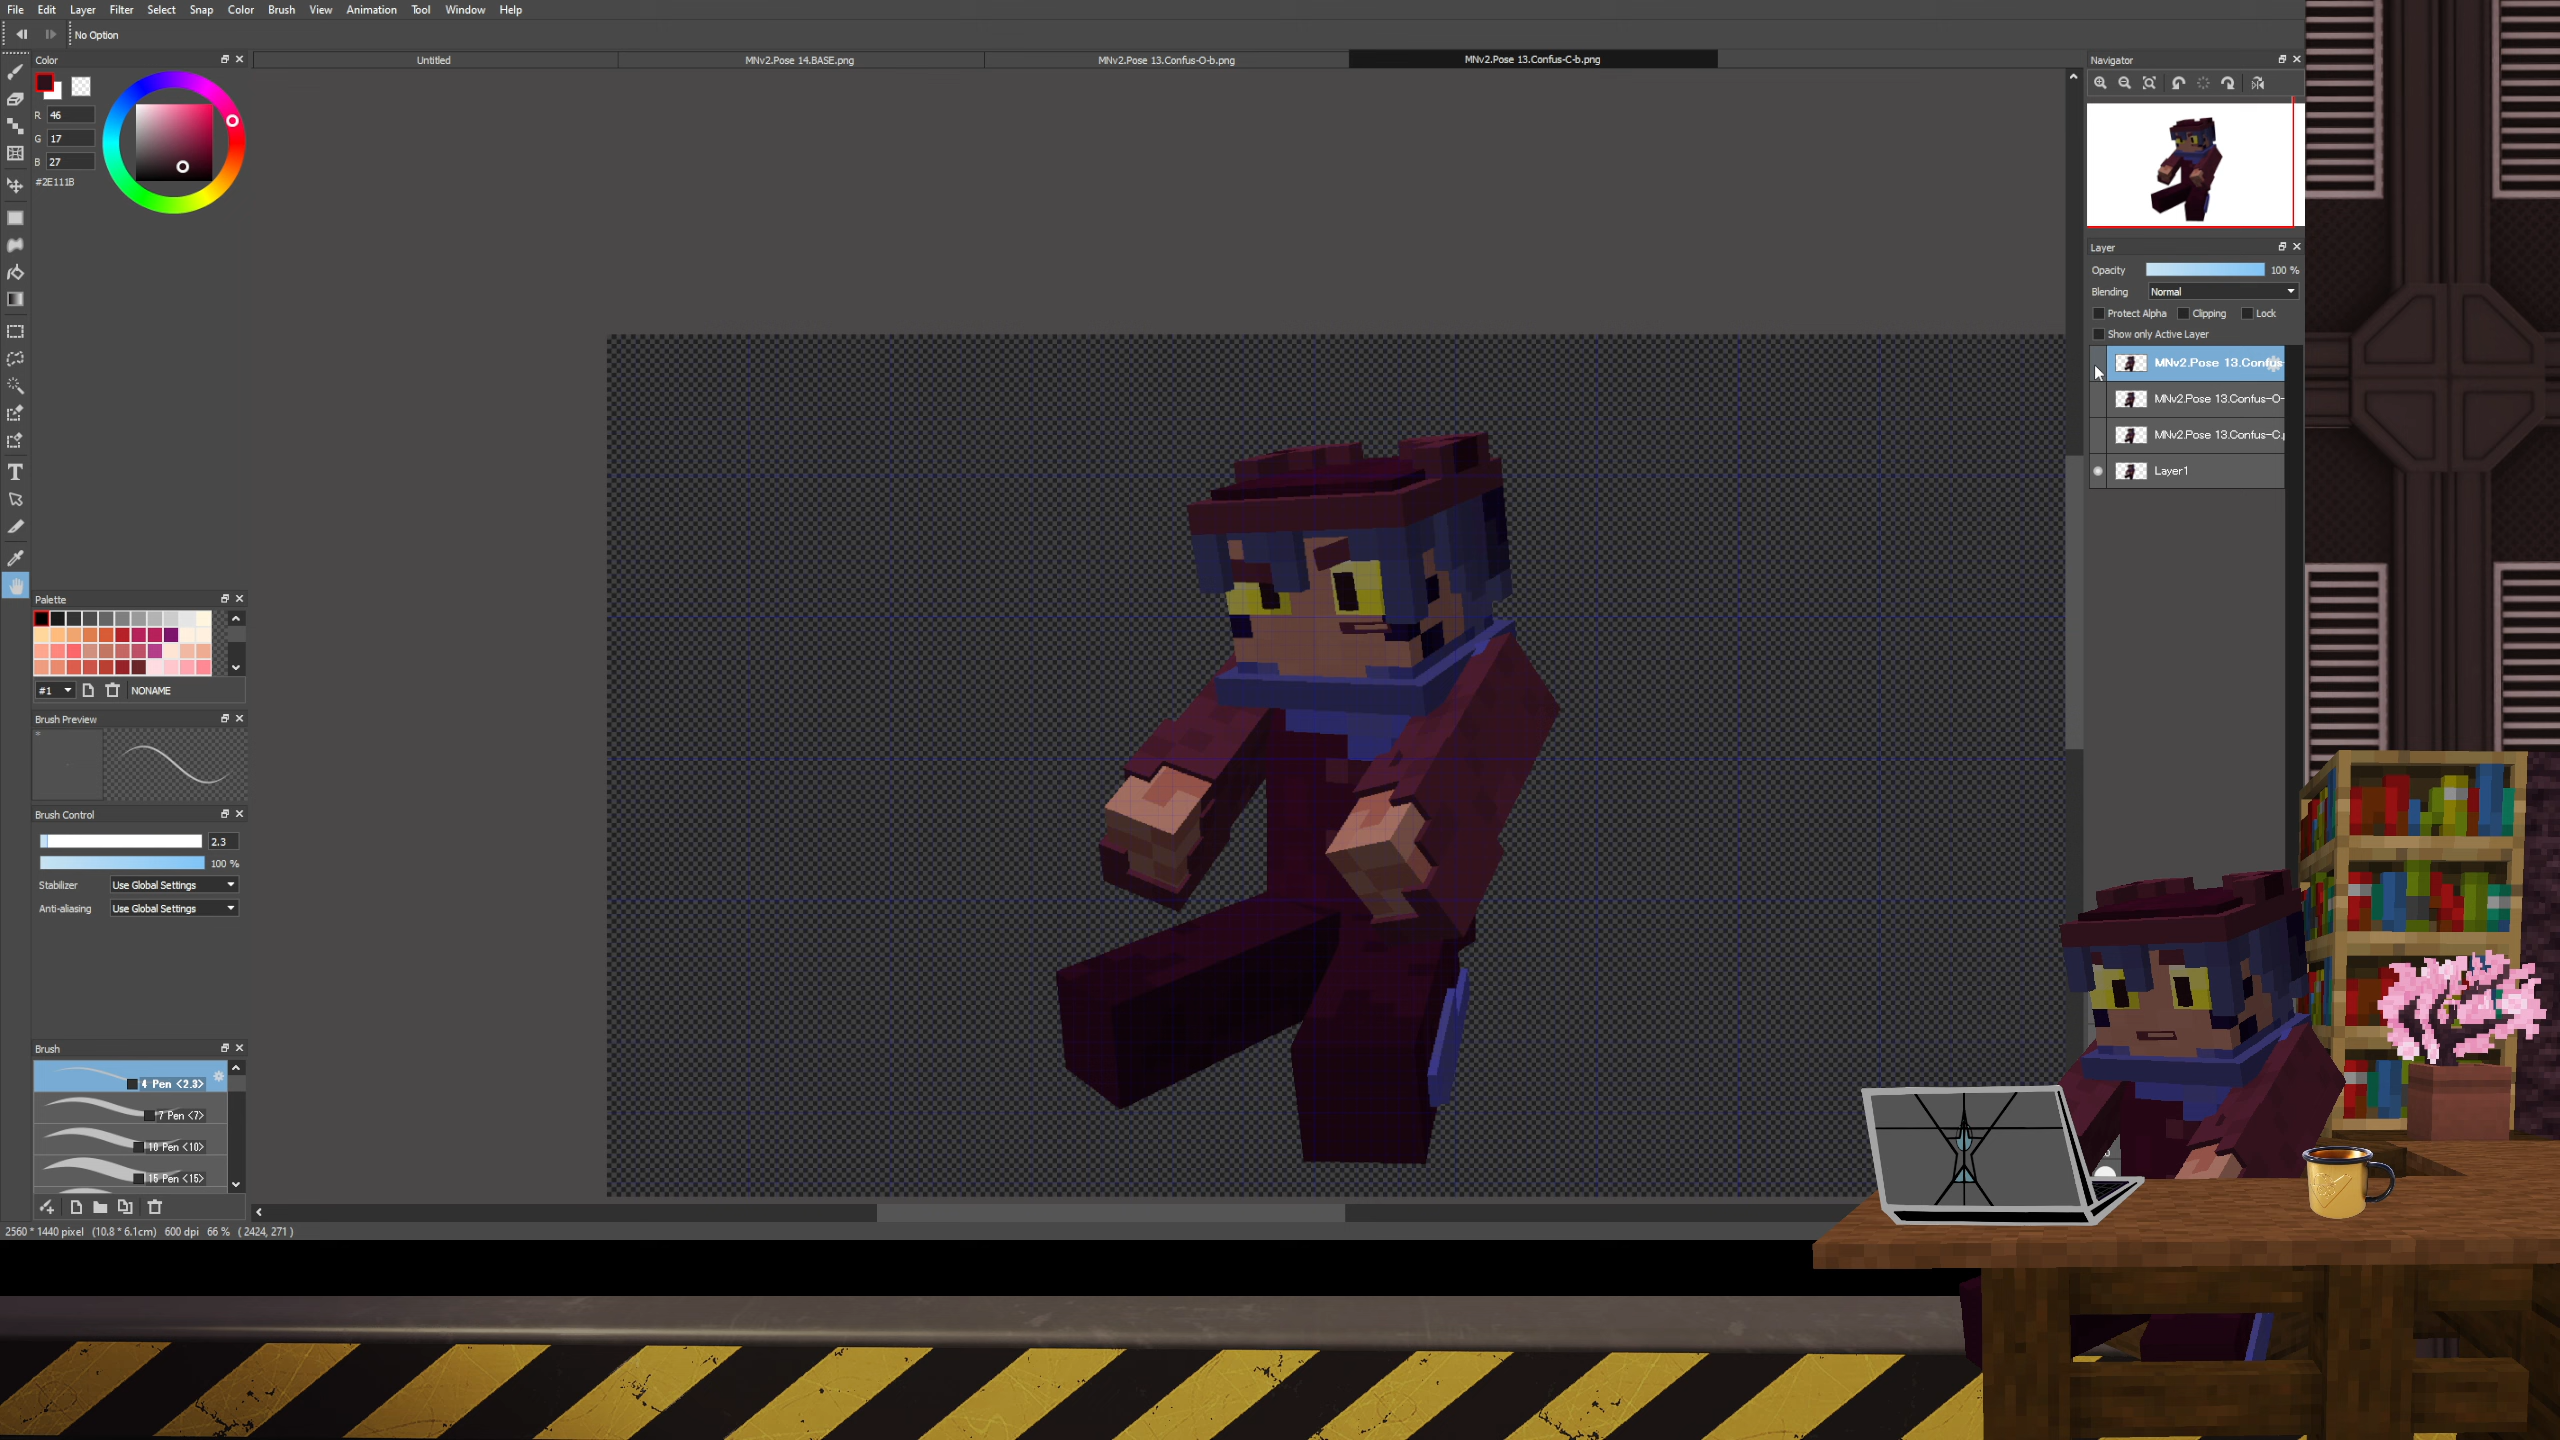 File Edit Layer Filter Select Snap Color Brush View Animation Tool Window Help
No Option
Color
Untitled
MNv2.Pose 14.BASE.png
MNv2.Pose 13.Confus-O-b.png
MNv2.Pose 13.Confus-C-b.png
Navigator
R 46
G 17
B 27
#2E111B
Layer
Opacity 100 %
Blending Normal
Protect Alpha Clipping Lock
Show only Active Layer
MNv2.Pose 13.Confus-
MNv2.Pose 13.Confus-O-
MNv2.Pose 13.Confus-C.
Layer1
Palette
#1 NONAME
Brush Preview
*
Brush Control
2.3
100 %
Stabilizer Use Global Settings
Anti-aliasing Use Global Settings
Brush
4 Pen <2.3>
7 Pen <7>
10 Pen <10>
15 Pen <15>
2560 * 1440 pixel (10.8 * 6.1cm) 600 dpi 66 % ( 2424, 271 )